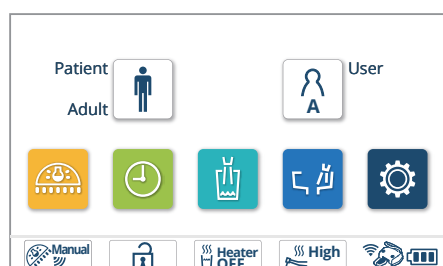 Patient
User
Adult
A
Manual
Heater
OFF
High